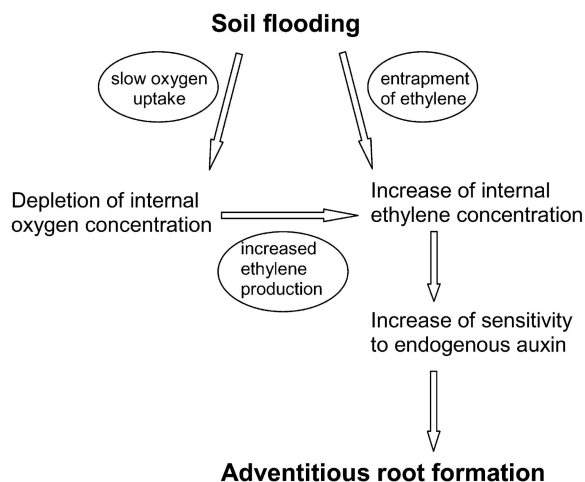 Soil flooding
slow oxygen
uptake
entrapment
of ethylene
Depletion of internal
oxygen concentration
Increase of internal
ethylene concentration
increased
ethylene
production
Increase of sensitivity
to endogenous auxin
Adventitious root formation